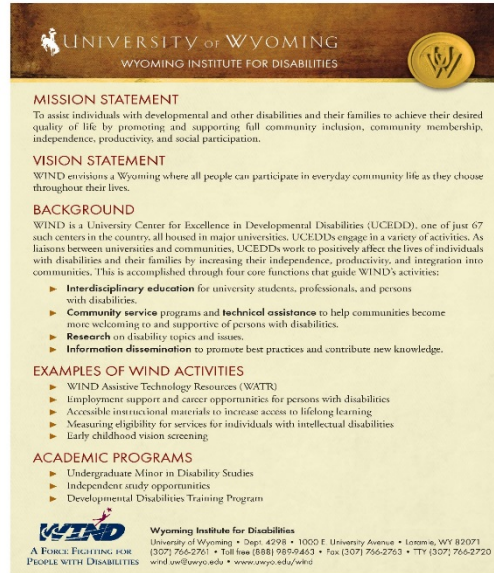 UNIVERSITY OF WYOMING
WYOMING INSTITUTE FOR DISABILITIES
MISSION STATEMENT
To assist individuals with developmental and other disabilities and their families to achieve their desired
quality of life by promoting and supporting full community inclusion, community membership,
independence, productivity, and social participation.
VISION STATEMENT
WIND envisions a Wyoming where all people can participate in everyday community life as they choose
throughout their lives.
BACKGROUND
WIND is a University Center for Excellence in Developmental Disabilities (UCEDD), one of just 67
such centers in the country, all housed in major universities. UCEDDs engage in a variety of activities. As
liaisons between universities and communities, UCEDDs work to positively affect the lives of individuals
with disabilities and their families by increasing their independence, productivity, and integration into
communities. This is accomplished through four core functions that guide WIND's activities:
► Interdisciplinary education for university students, professionals, and persons
with disabilities.
► Community service programs and technical assistance to help communities become
more welcoming to and supportive of persons with disabilities.
► Research on disability topics and issues.
► Information dissemination to promote best practices and contribute new knowledge.
EXAMPLES OF WIND ACTIVITIES
► WIND Assistive Technology Resources (WATR)
► Employment support and career opportunities for persons with disabilities
► Accessible instructional materials to increase access to lifelong learning
► Measuring eligibility for services for individuals with intellectual disabilities
► Early childhood vision screening
ACADEMIC PROGRAMS
► Undergraduate Minor in Disability Studies
► Independent study opportunities
► Developmental Disabilities Training Program
WIND
A FORCE FIGHTING FOR
PEOPLE WITH DISABILITIES
Wyoming Institute for Disabilities
University of Wyoming • Dept. 4298 • 1000 E. University Avenue • Laramie, WY 82071
(307) 766-2761 • Toll free (888) 989-9463 • Fax (307) 766-2763 • TTY (307) 766-2720
wind.uw@uwyo.edu • www.uwyo.edu/wind